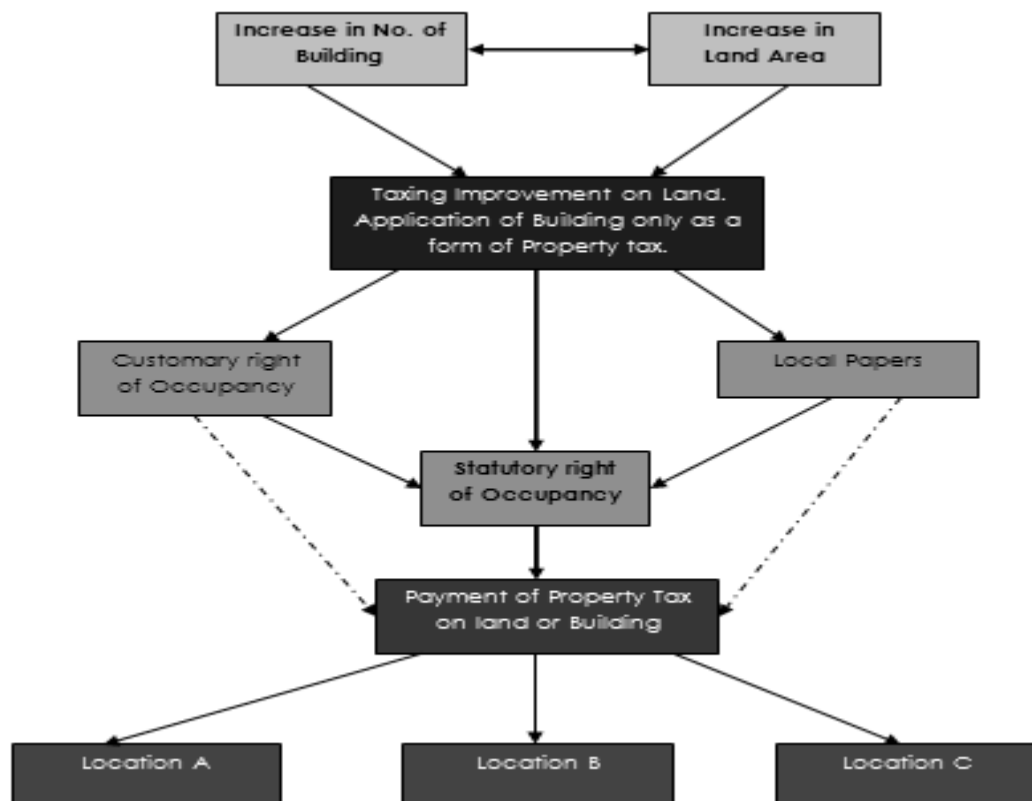 Increase in No. of
Building
Increase in
Land Area
Taxing Improvement on Land.
Application of Building only as a
form of Property tax.
Customary right
of Occupancy
Local Papers
Statutory right
of Occupancy
Payment of Property Tax
on land or Building
Location A
Location B
Location C